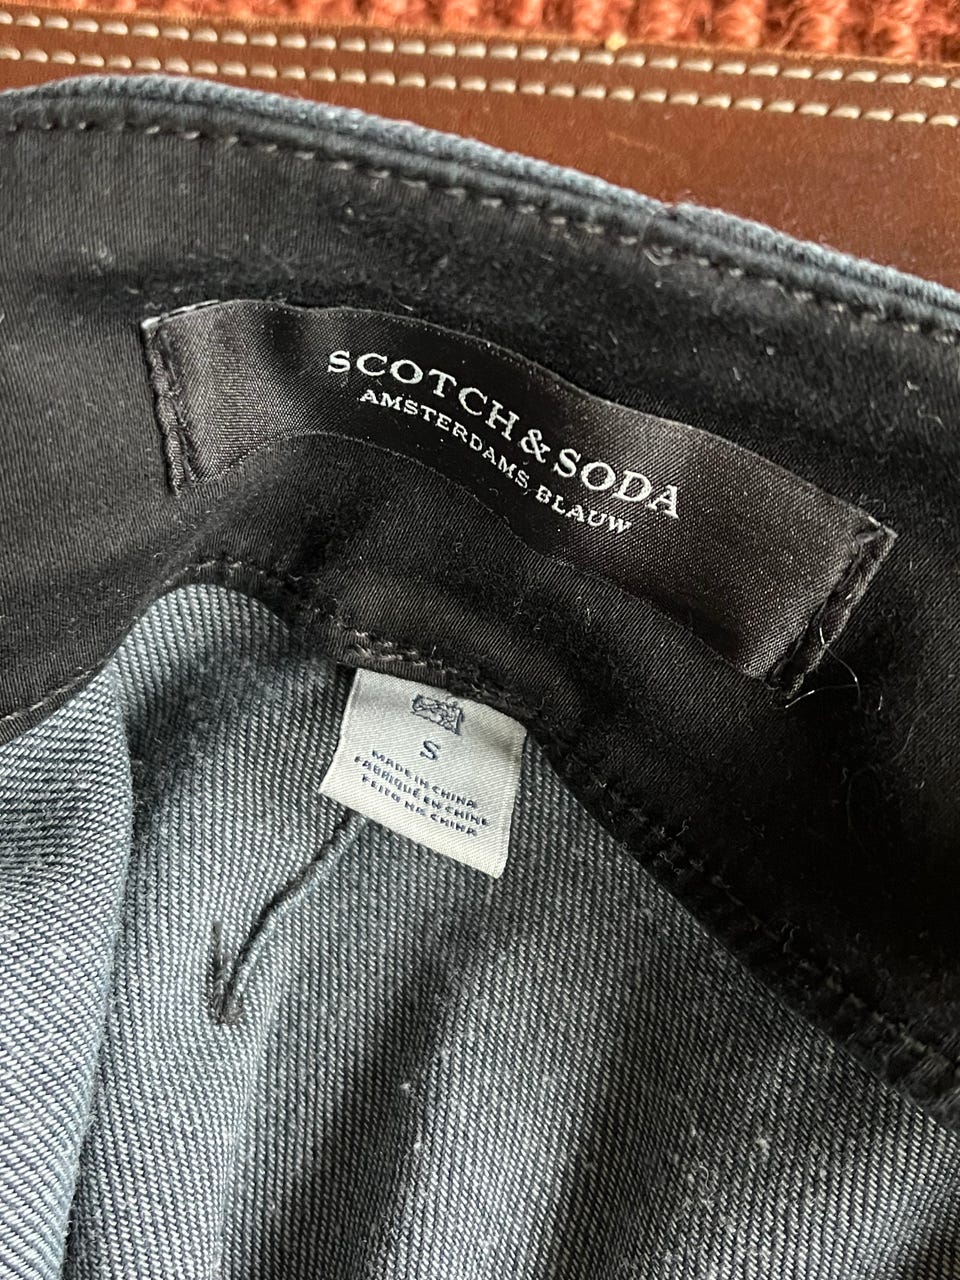 SCOTCH & SODA
AMSTERDAMS BLAUW
S
MADE IN CHINA
FABRIQUÉ EN CHINE
FEITO NA CHINA